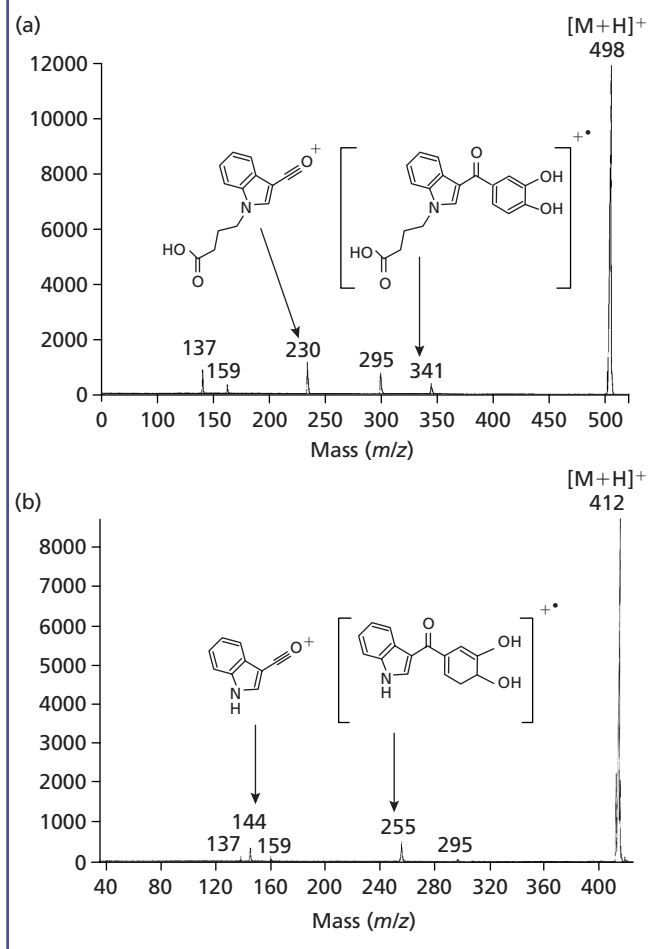 (a)
[M+H]+
498
12000
10000
8000
6000
4000
2000
0
O+
N
HO
O
+•
O
OH
OH
N
HO
O
137
159
230
295
341
0 100 150 200 250 300 350 400 450 500
Mass (m/z)
(b)
[M+H]+
412
8000
7000
6000
5000
4000
3000
2000
1000
0
O+
N
H
+•
O
OH
OH
N
H
137
144
159
255
295
40 80 120 160 200 240 280 320 360 400
Mass (m/z)